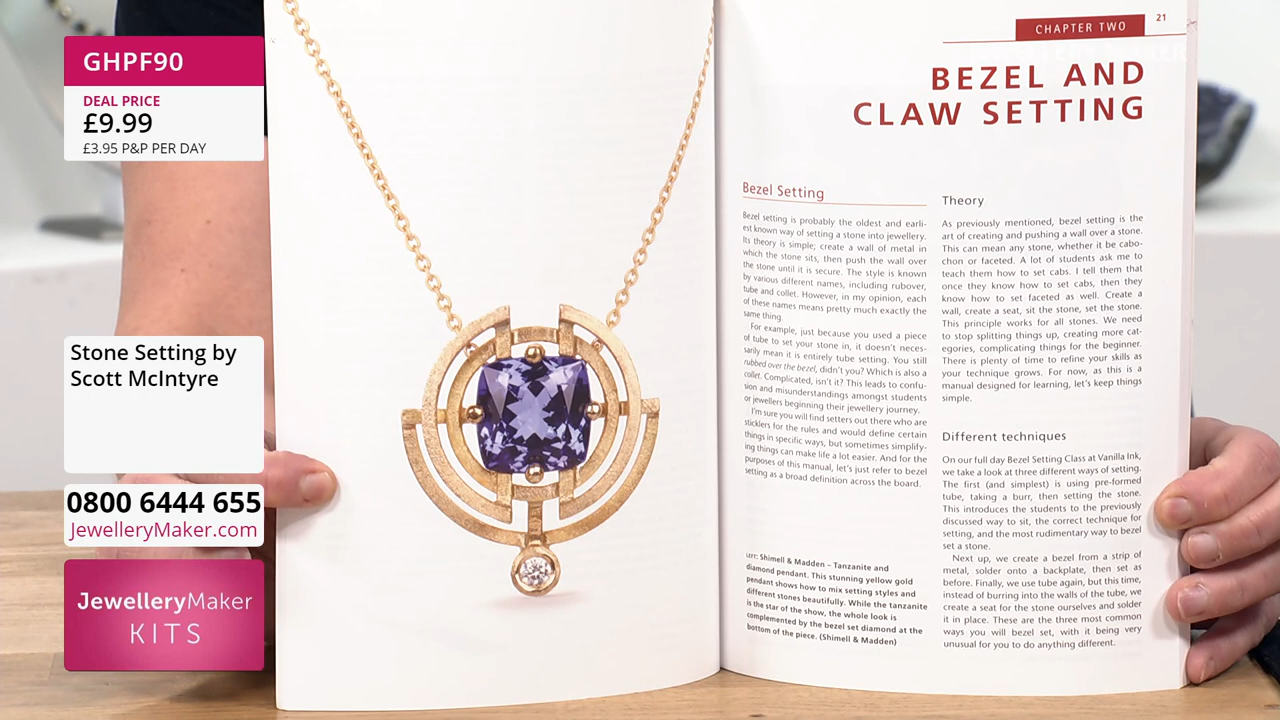 GHPF90
DEAL PRICE
£9.99
£3.95 P&P PER DAY
Stone Setting by
Scott McIntyre
0800 6444 655
JewelleryMaker.com
JewelleryMaker
KITS
CHAPTER TWO
21
BEZEL AND
CLAW SETTING
Bezel Setting
Bezel setting is probably the oldest and earli-
est known way of setting a stone into jewellery.
Its theory is simple; create a wall of metal in
which the stone sits, then push the wall over
the stone until it is secure. The style is known
by various different names, including rubover,
tube and collet. However, in my opinion, each
of these names means pretty much exactly the
same thing.
For example, just because you used a piece
of tube to set your stone in, it doesn't neces-
sarily mean it is entirely tube setting. You still
rubbed over the bezel, didn't you? Which is also a
collet. Complicated, isn't it? This leads to confu-
sion and misunderstandings amongst students
or jewellers beginning their jewellery journey.
I'm sure you will find setters out there who are
sticklers for the rules and would define certain
things in specific ways, but sometimes simplify-
ing things can make life a lot easier. And for the
purposes of this manual, let's just refer to bezel
setting as a broad definition across the board.
LEFT: Shimell & Madden – Tanzanite and
diamond pendant. This stunning yellow gold
pendant shows how to mix setting styles and
different stones beautifully. While the tanzanite
is the star of the show, the whole look is
complemented by the bezel set diamond at the
bottom of the piece. (Shimell & Madden)
Theory
As previously mentioned, bezel setting is the
art of creating and pushing a wall over a stone.
This can mean any stone, whether it be cabo-
chon or faceted. A lot of students ask me to
teach them how to set cabs. I tell them that
once they know how to set cabs, then they
know how to set faceted as well. Create a
wall, create a seat, sit the stone, set the stone.
This principle works for all stones. We need
to stop splitting things up, creating more cat-
egories, complicating things for the beginner.
There is plenty of time to refine your skills as
your technique grows. For now, as this is a
manual designed for learning, let's keep things
simple.
Different techniques
On our full day Bezel Setting Class at Vanilla Ink,
we take a look at three different ways of setting.
The first (and simplest) is using pre-formed
tube, taking a burr, then setting the stone.
This introduces the students to the previously
discussed way to sit, the correct technique for
setting, and the most rudimentary way to bezel
set a stone.
Next up, we create a bezel from a strip of
metal, solder onto a backplate, then set as
before. Finally, we use tube again, but this time,
instead of burring into the walls of the tube, we
create a seat for the stone ourselves and solder
it in place. These are the three most common
ways you will bezel set, with it being very
unusual for you to do anything different.